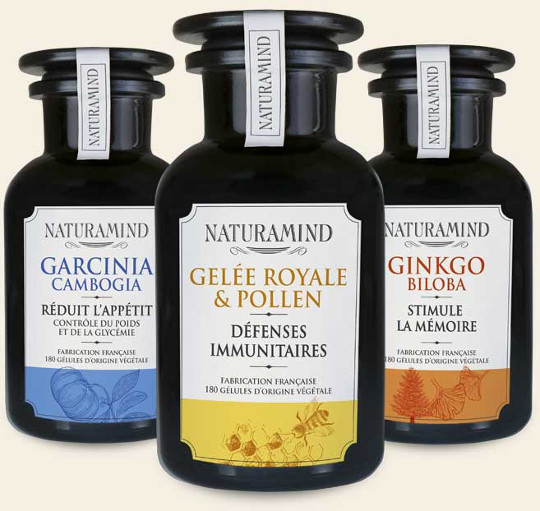 NATURAMIND
NATURAMIND
GARCINIA
CAMBOGIA
RÉDUIT L'APPÉTIT
CONTRÔLE DU POIDS
ET DE LA GLYCÉMIE
FABRICATION FRANÇAISE
180 GÉLULES D'ORIGINE VÉGÉTALE
NATURAMIND
NATURAMIND
GELÉE ROYALE
& POLLEN
DÉFENSES
IMMUNITAIRES
FABRICATION FRANÇAISE
180 GÉLULES D'ORIGINE VÉGÉTALE
NATURAMIND
NATURAMIND
GINKGO
BILOBA
STIMULE
LA MÉMOIRE
FABRICATION FRANÇAISE
180 GÉLULES D'ORIGINE VÉGÉTALE